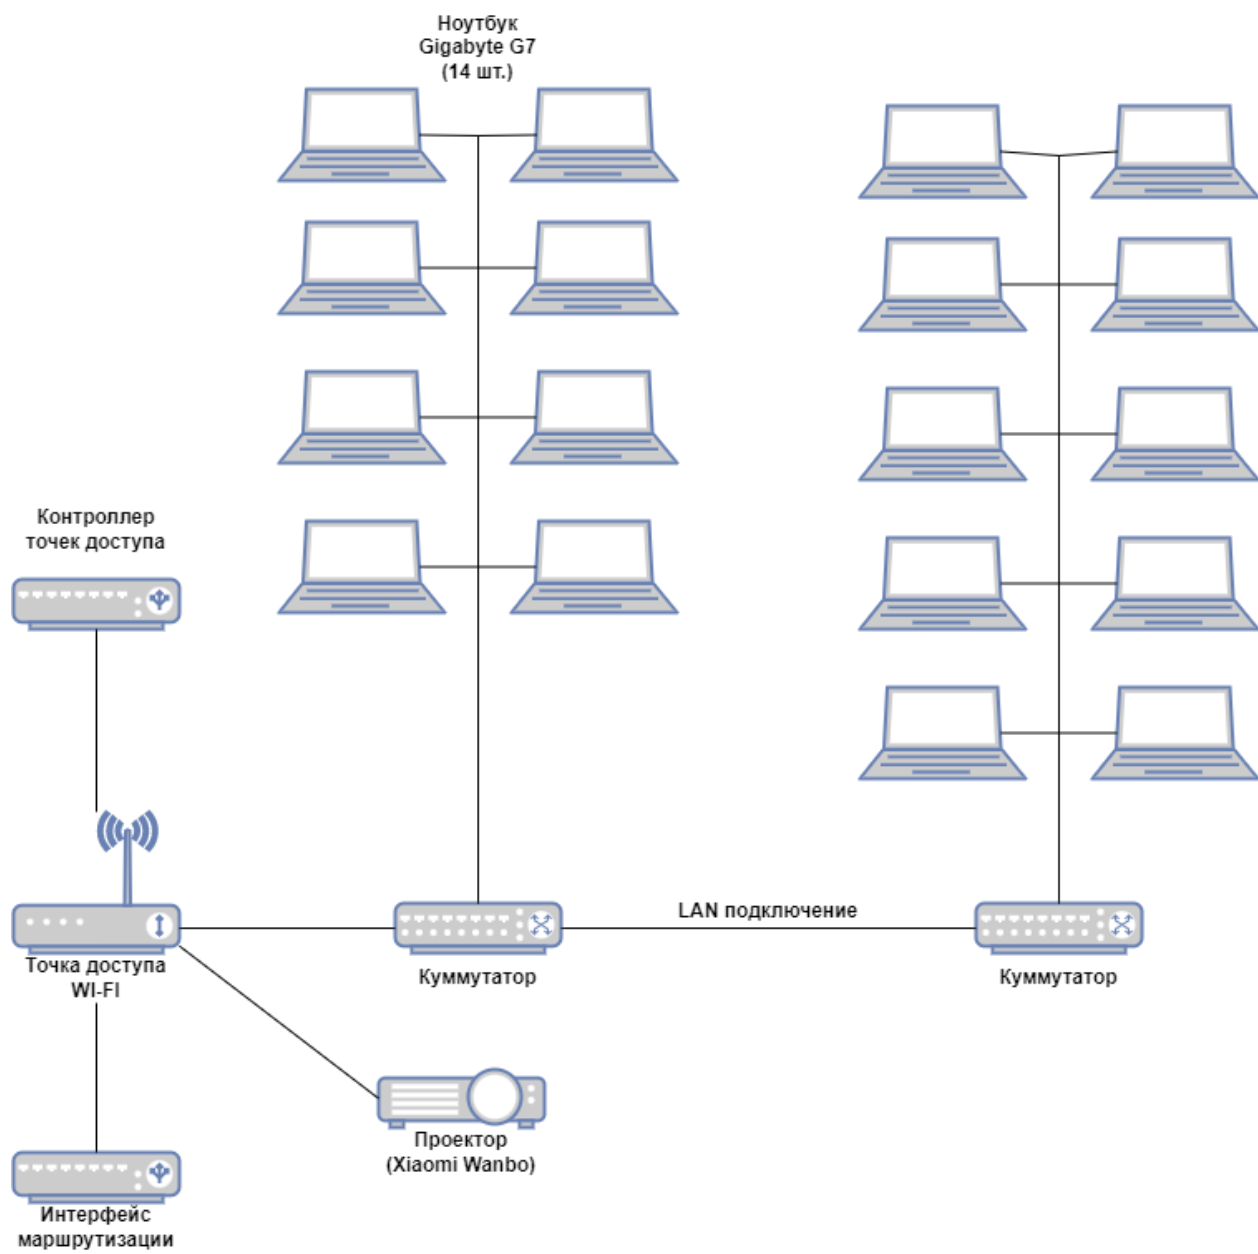 Ноутбук
Gigabyte G7
(14 шт.)
Контроллер
точек доступа
LAN подключение
Точка доступа
WI-FI
Куммутатор
Куммутатор
Проектор
(Xiaomi Wanbo)
Интерфейс
маршрутизации